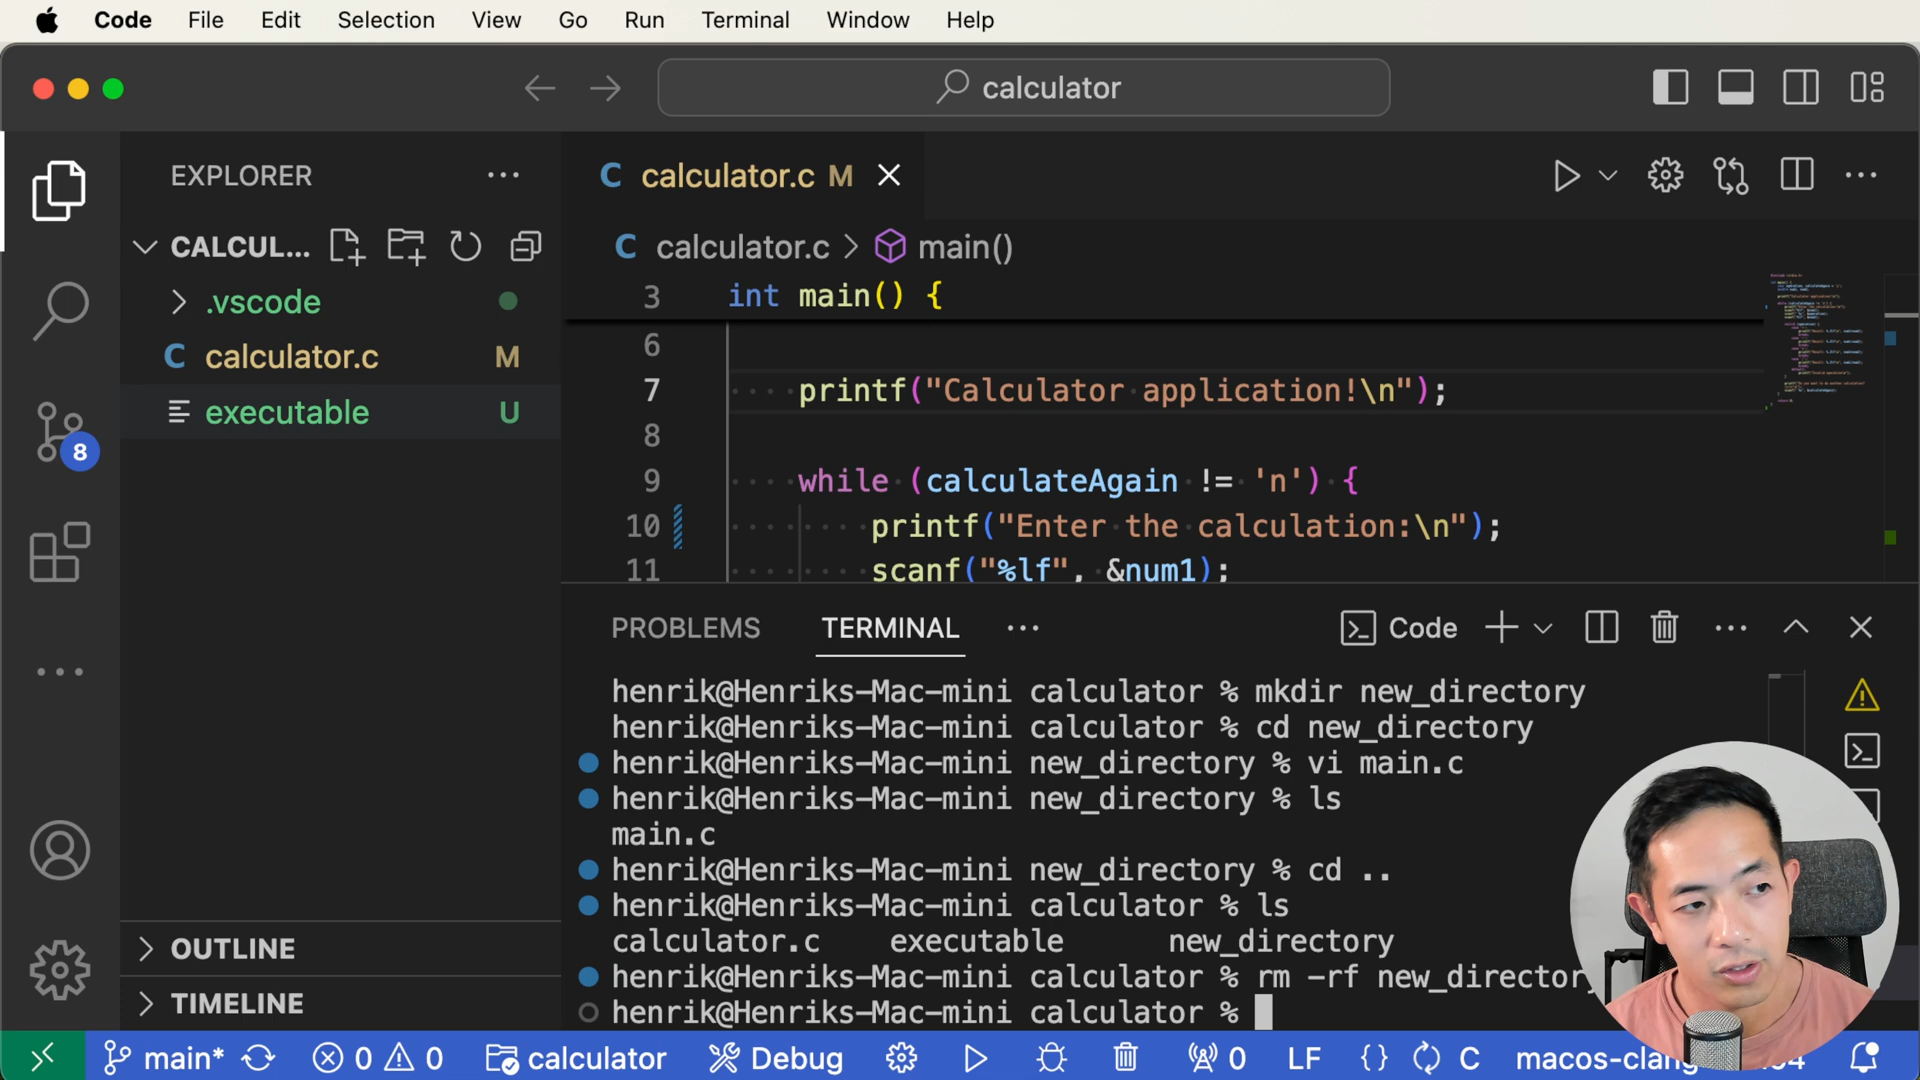 Code File Edit Selection View Go Run Terminal Window Help
calculator
EXPLORER
CALCUL...
.vscode
C calculator.c M
executable U
8
OUTLINE
TIMELINE
C calculator.c M
C calculator.c > main()
3 int main() {
6
7 printf("Calculator application!\n");
8
9 while (calculateAgain != 'n') {
10 printf("Enter the calculation:\n");
11 scanf("%lf", &num1);
PROBLEMS TERMINAL Code
henrik@Henriks-Mac-mini calculator % mkdir new_directory
henrik@Henriks-Mac-mini calculator % cd new_directory
henrik@Henriks-Mac-mini new_directory % vi main.c
henrik@Henriks-Mac-mini new_directory % ls
main.c
henrik@Henriks-Mac-mini new_directory % cd ..
henrik@Henriks-Mac-mini calculator % ls
calculator.c executable new_directory
henrik@Henriks-Mac-mini calculator % rm -rf new_directory
henrik@Henriks-Mac-mini calculator %
main* 0 0 calculator Debug 0 LF {} C macos-clang